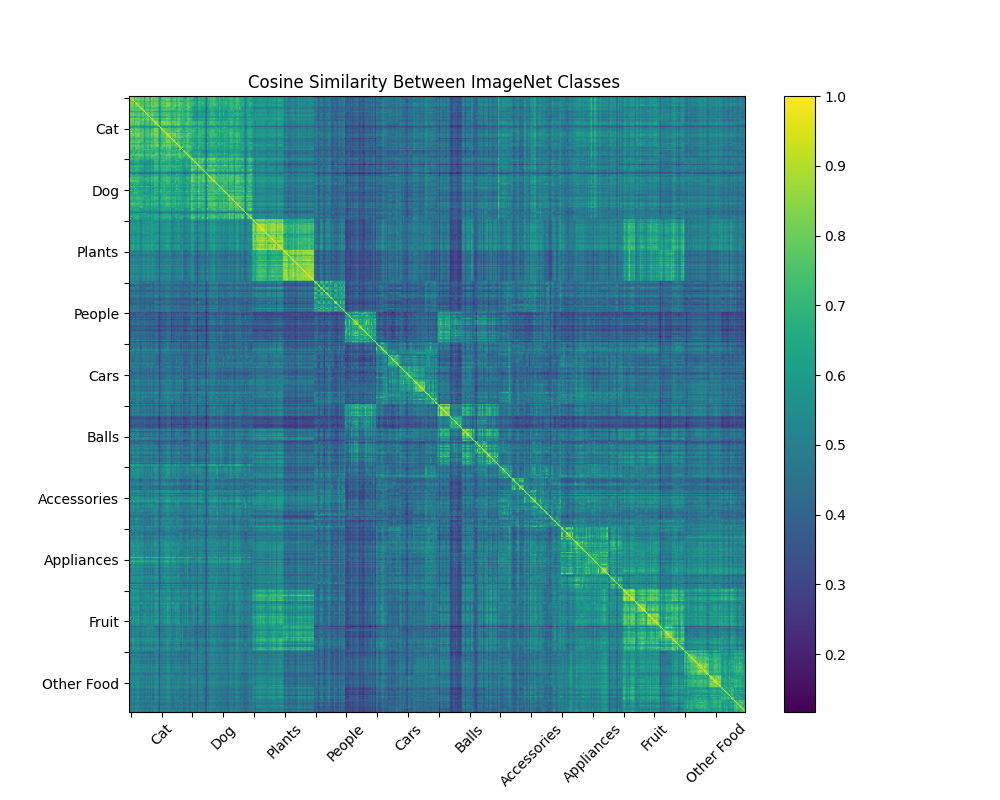 Cosine Similarity Between ImageNet Classes
Cat
Dog
Plants
People
Cars
Balls
Accessories
Appliances
Fruit
Other Food
Cat
Dog
Plants
People
Cars
Balls
Accessories
Appliances
Fruit
Other Food
1.0
0.9
0.8
0.7
0.6
0.5
0.4
0.3
0.2